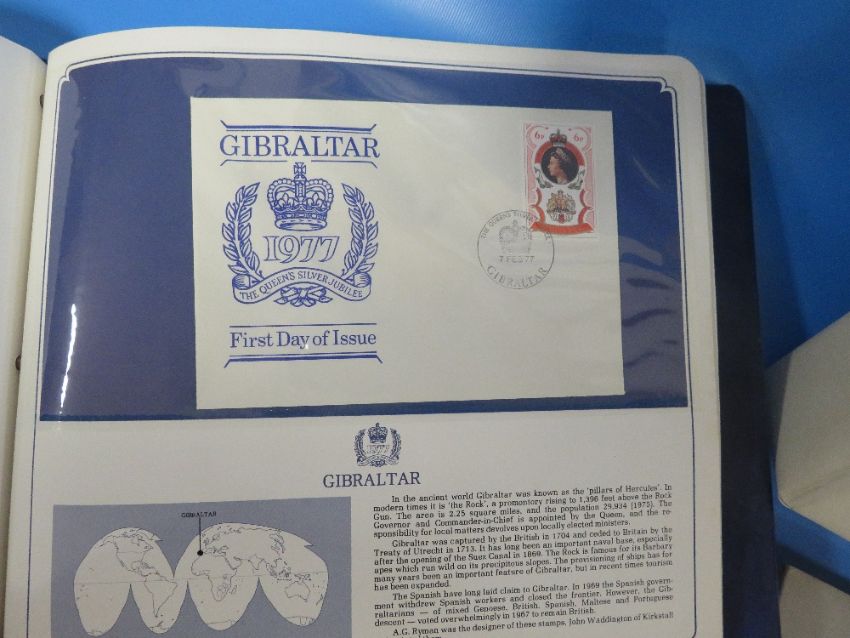 GIBRALTAR
1977
THE QUEEN'S SILVER JUBILEE
First Day of Issue
6P 6P
THE QUEENS SILVER
7 FEB 77
GIBRALTAR
1977
GIBRALTAR
GIBRALTAR
In the ancient world Gibraltar was known as the 'pillars of Hercules'. In
modern times it is 'the Rock', a promontory rising to 1,396 feet above the Rock
Gun. The area is 2.25 square miles, and the population 29,934 (1975). The
Governor and Commander-in-Chief is appointed by the Queen, and the re-
sponsibility for local matters devolves upon locally elected ministers.
Gibraltar was captured by the British in 1704 and ceded to Britain by the
Treaty of Utrecht in 1713. It has long been an important naval base, especially
after the opening of the Suez Canal in 1869. The Rock is famous for its Barbary
apes which run wild on its precipitous slopes. The provisioning of ships has for
many years been an important feature of Gibraltar, but in recent times tourism
has been expanded.
The Spanish have long laid claim to Gibraltar. In 1969 the Spanish govern-
ment withdrew Spanish workers and closed the frontier. However, the Gib-
raltarians – of mixed Genoese, British, Spanish, Maltese and Portuguese
descent – voted overwhelmingly in 1967 to remain British.
A.G. Ryman was the designer of these stamps, John Waddington of Kirkstall